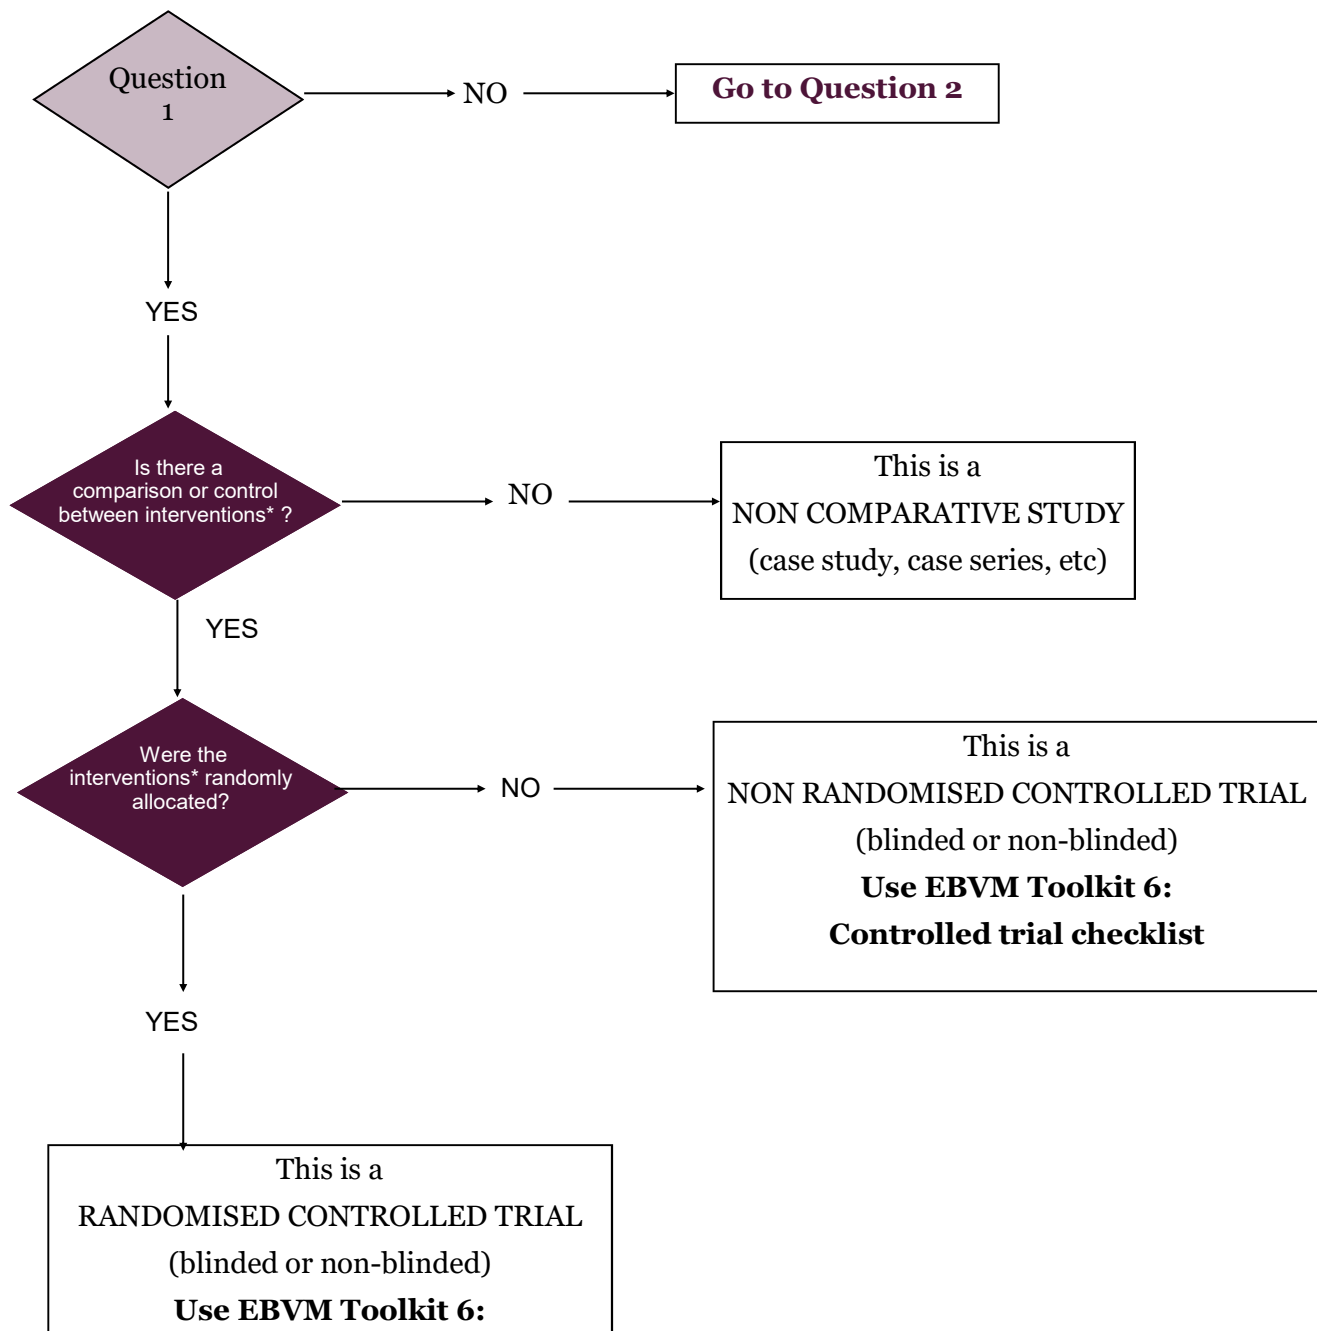 Question
1
NO
Go to Question 2
YES
Is there a
comparison or control
between interventions* ?
NO
This is a
NON COMPARATIVE STUDY
(case study, case series, etc)
YES
Were the
interventions* randomly
allocated?
NO
This is a
NON RANDOMISED CONTROLLED TRIAL
(blinded or non-blinded)
Use EBVM Toolkit 6:
Controlled trial checklist
YES
This is a
RANDOMISED CONTROLLED TRIAL
(blinded or non-blinded)
Use EBVM Toolkit 6: